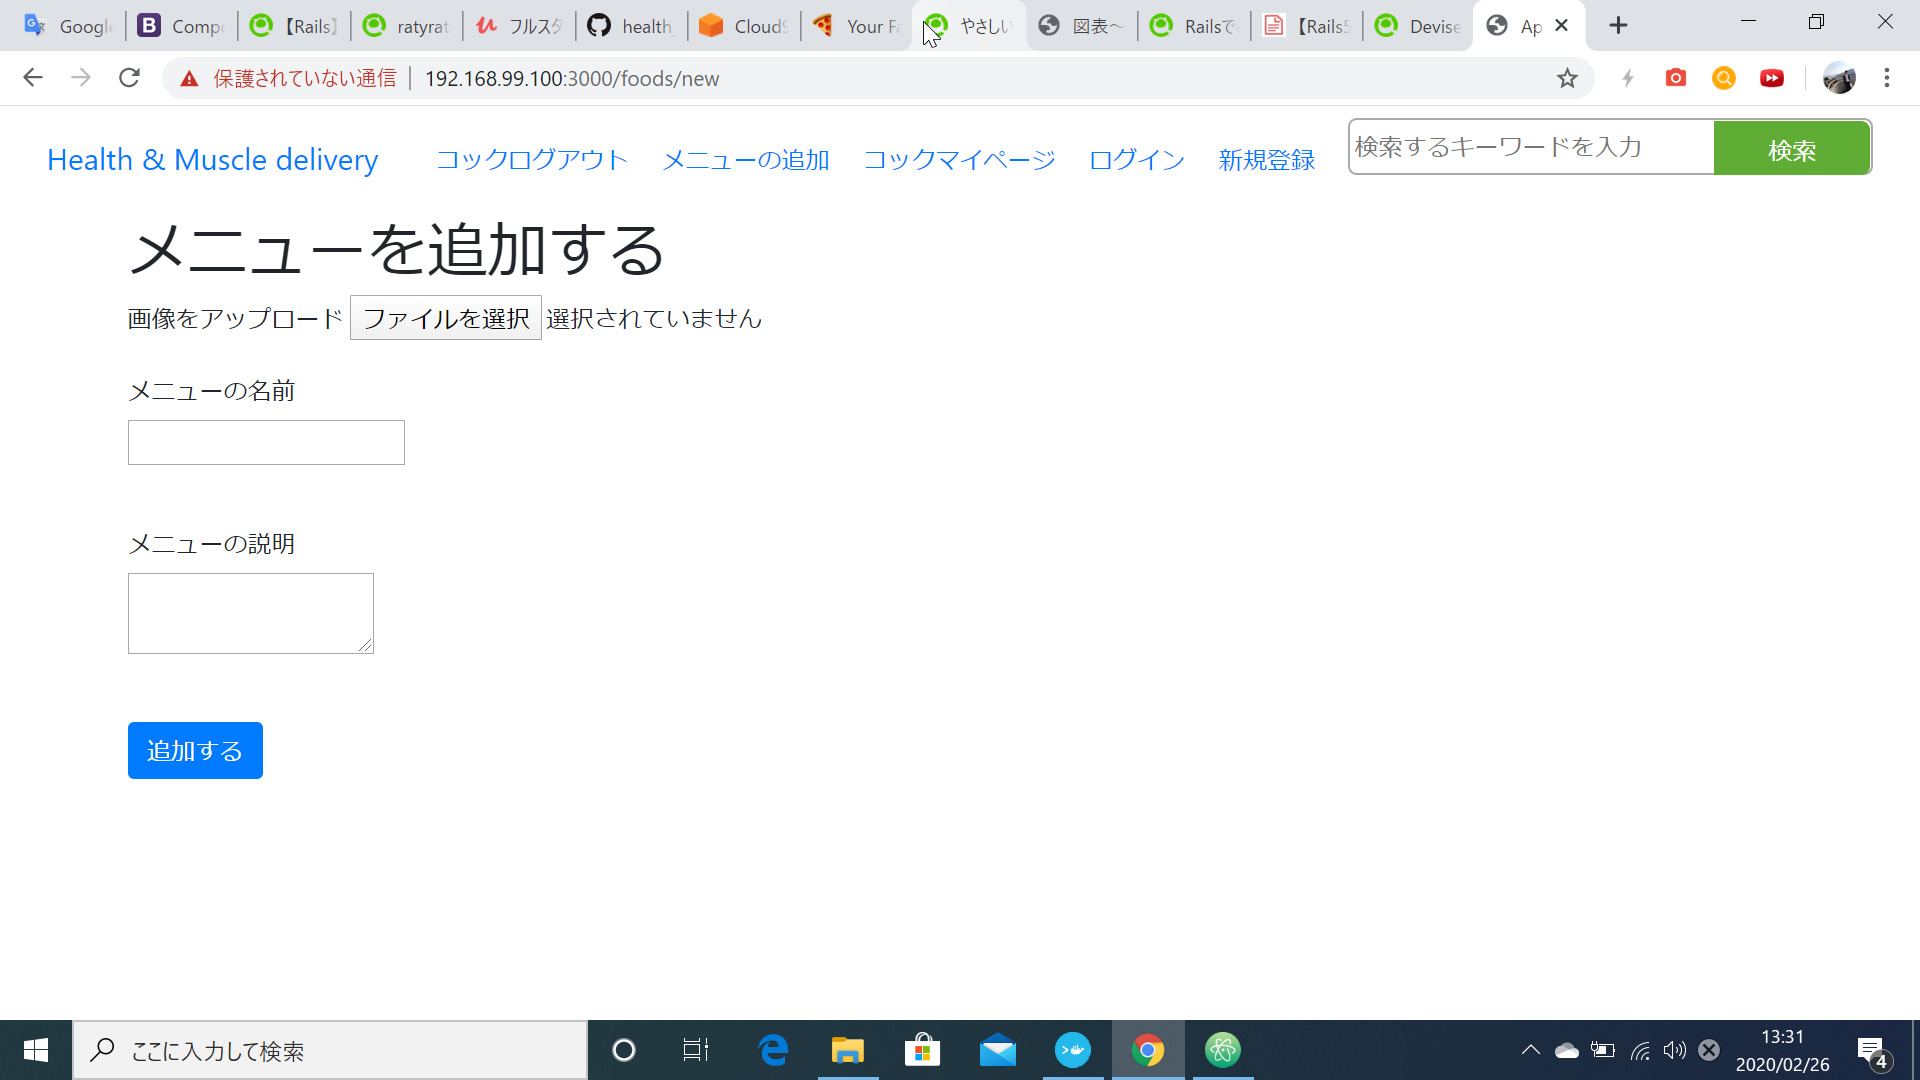 Google
Compo
【Rails】
ratyrat
フルスタ
health_
Cloud9
Your Fa
やさしい
図表～
Railsで
【Rails5
Devise
Ap
保護されていない通信
192.168.99.100:3000/foods/new
Health & Muscle delivery
コックログアウト
メニューの追加
コックマイページ
ログイン
新規登録
検索するキーワードを入力
検索
メニューを追加する
画像をアップロード ファイルを選択 選択されていません
メニューの名前
メニューの説明
追加する
ここに入力して検索
13:31
2020/02/26
4